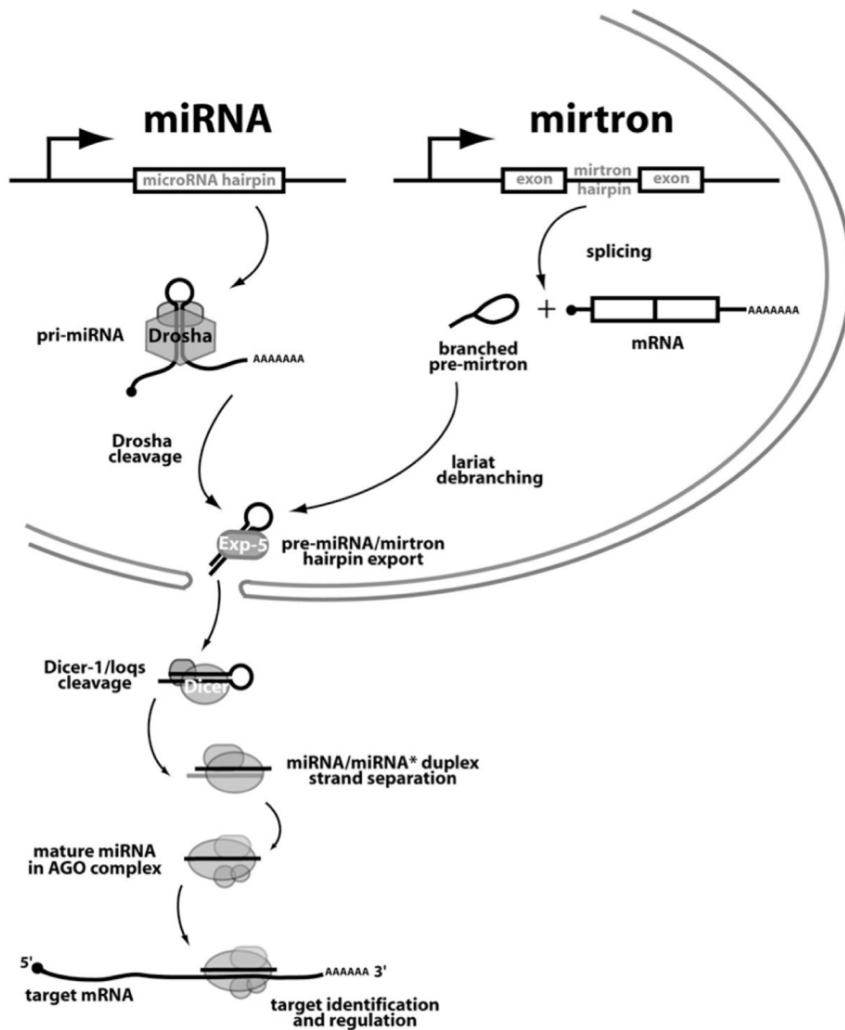 miRNA
mirtron
microRNA hairpin
exon
mirtron
hairpin
exon
splicing
pri-miRNA
Drosha
AAAAAAA
branched
pre-mirtron
+
mRNA
AAAAAAA
Drosha
cleavage
lariat
debranching
Exp-5
pre-miRNA/mirtron
hairpin export
Dicer-1/loqs
cleavage
Dicer
miRNA/miRNA* duplex
strand separation
mature miRNA
in AGO complex
5'
AAAAAA 3'
target mRNA
target identification
and regulation